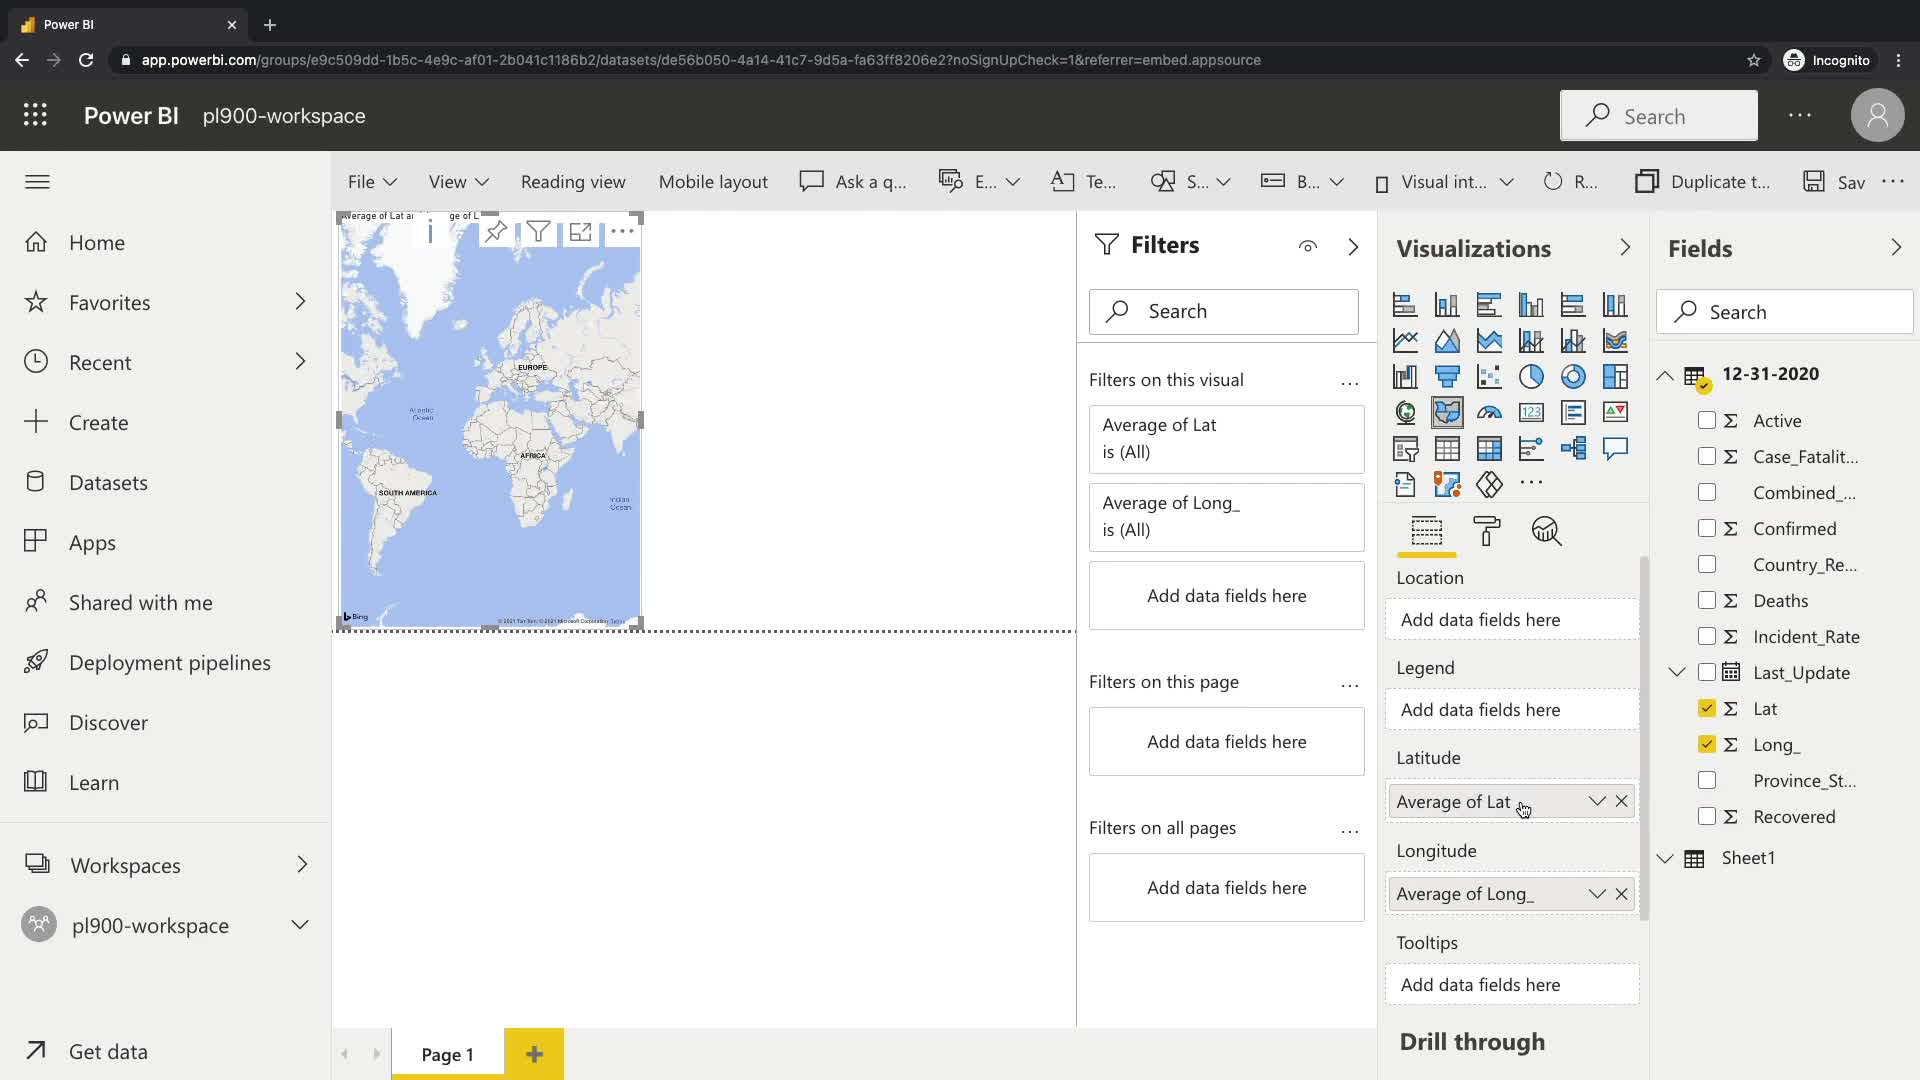 Power BI
app.powerbi.com/groups/e9c509dd-1b5c-4e9c-af01-2b041c1186b2/datasets/de56b050-4a14-41c7-9d5a-fa63ff8206e2?noSignUpCheck=1&referrer=embed.appsource
Incognito
Power BI pl900-workspace
Search
File View Reading view Mobile layout Ask a q... E... Te... S... B... Visual int... R... Duplicate t... Sav
Home
Favorites
Recent
Create
Datasets
Apps
Shared with me
Deployment pipelines
Discover
Learn
Workspaces
pl900-workspace
Get data
EUROPE
Atlantic
Ocean
AFRICA
SOUTH AMERICA
Indian
Ocean
Bing
Page 1
Filters
Search
Filters on this visual
Average of Lat
is (All)
Average of Long_
is (All)
Add data fields here
Filters on this page
Add data fields here
Filters on all pages
Add data fields here
Visualizations
123
Location
Add data fields here
Legend
Add data fields here
Latitude
Average of Lat
Longitude
Average of Long_
Tooltips
Add data fields here
Drill through
Fields
Search
12-31-2020
Active
Case_Fatalit...
Combined_...
Confirmed
Country_Re...
Deaths
Incident_Rate
Last_Update
Lat
Long_
Province_St...
Recovered
Sheet1